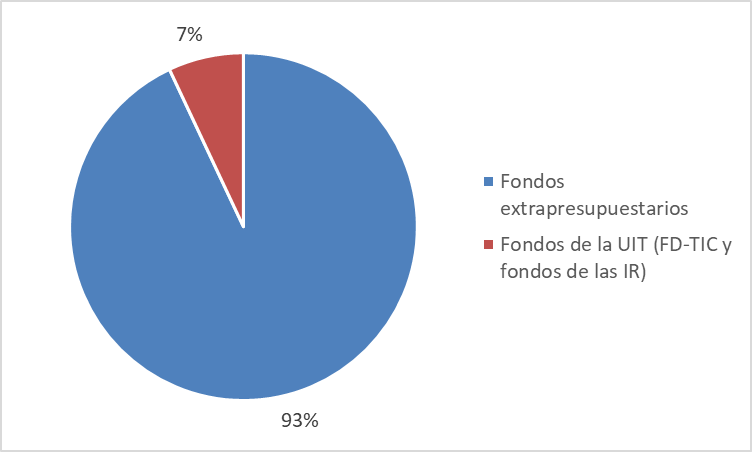 7%
93%
Fondos
extrapresupuestarios
Fondos de la UIT (FD-TIC y
fondos de las IR)